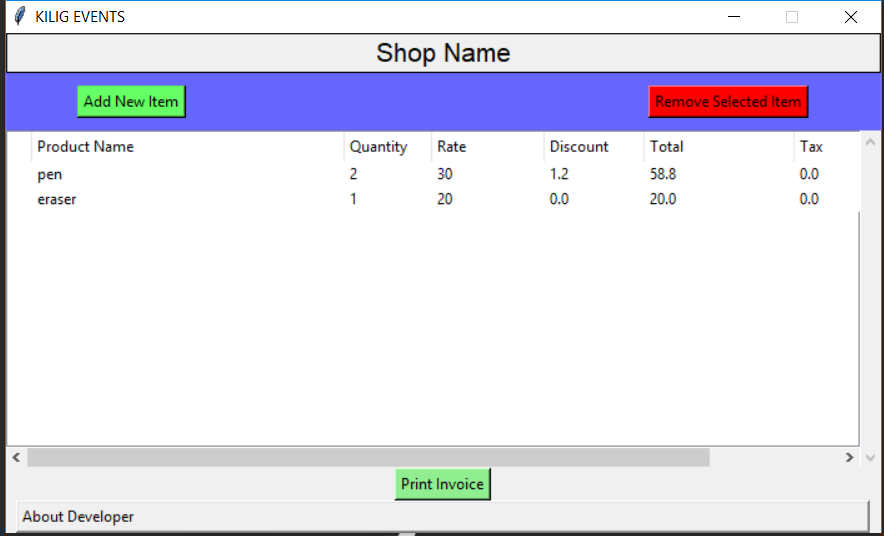 KILIG EVENTS
Shop Name
Add New Item Remove Selected Item
Product Name Quantity Rate Discount Total Tax
pen 2 30 1.2 58.8 0.0
eraser 1 20 0.0 20.0 0.0
Print Invoice
About Developer